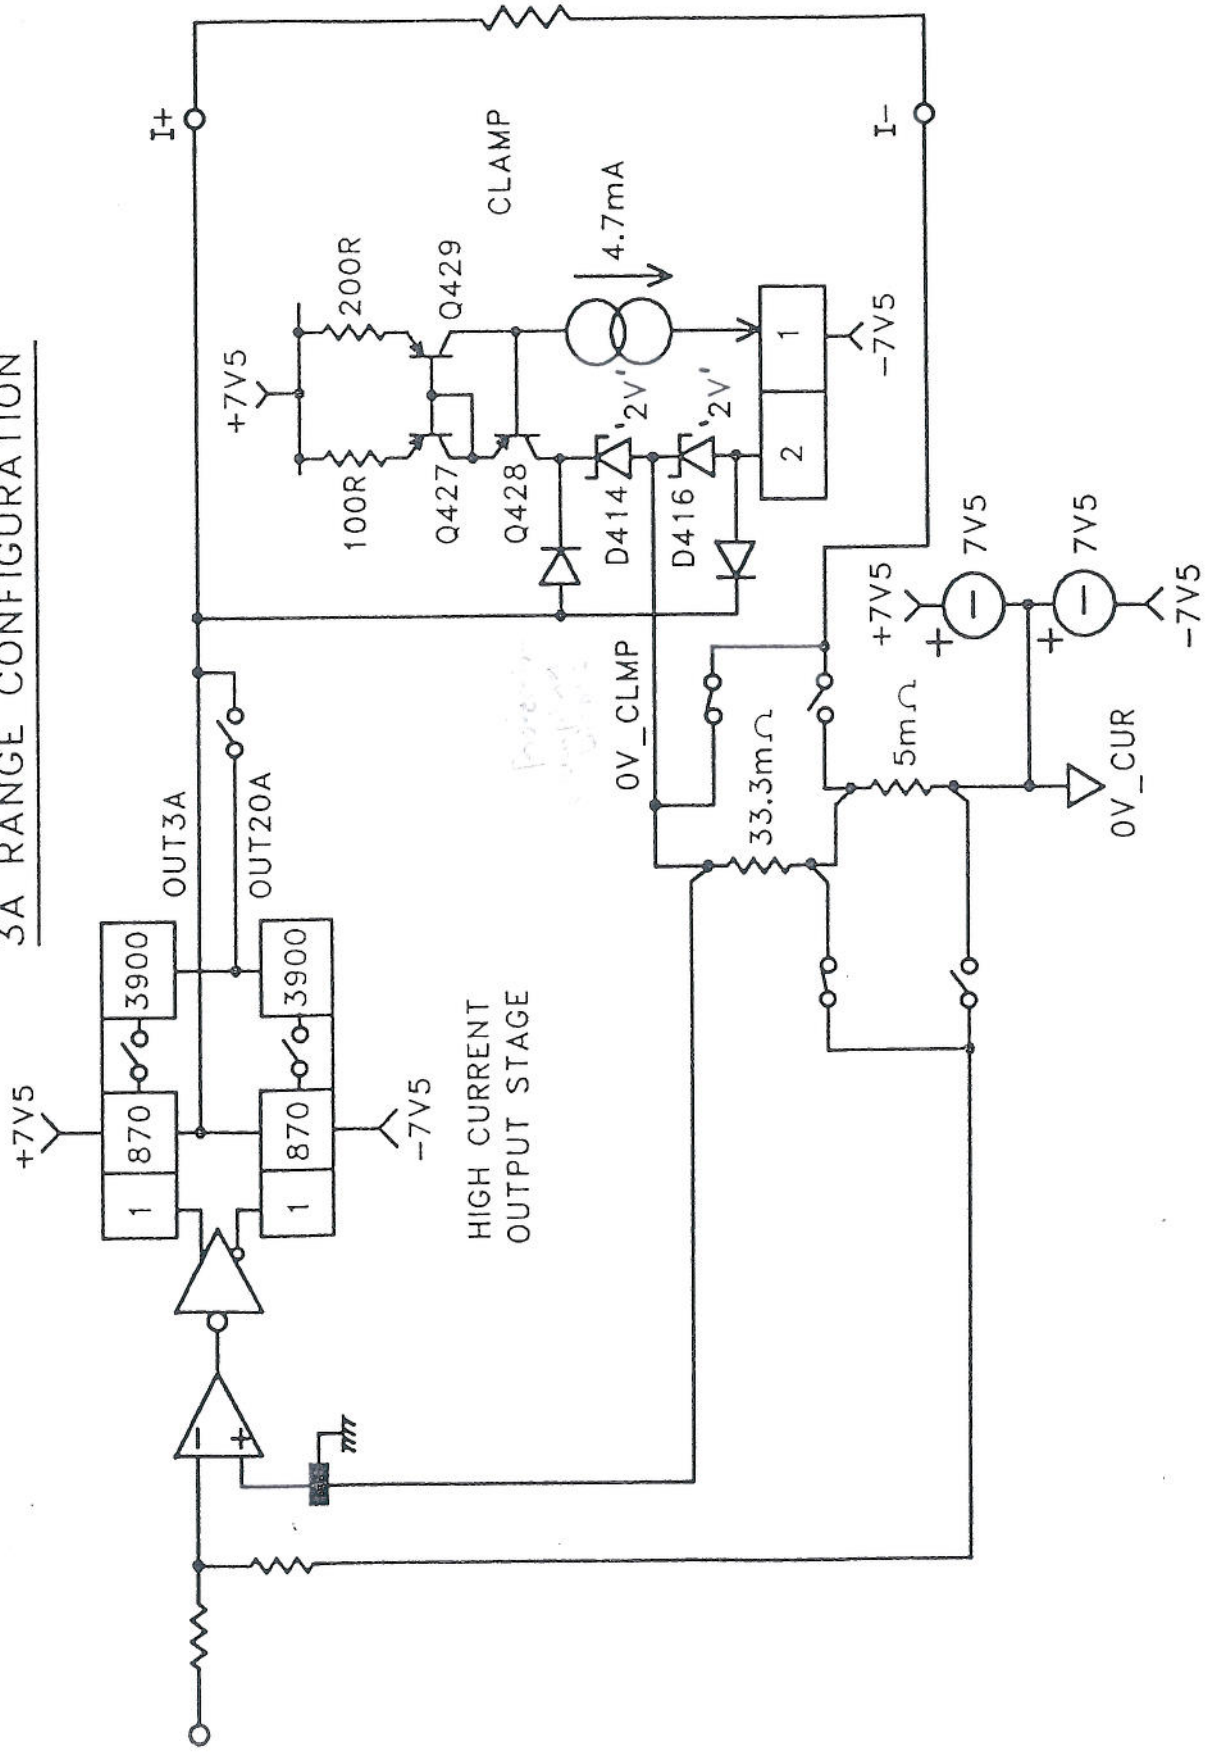 3A RANGE CONFIGURATION
+7V5
1
870
3900
1
870
3900
-7V5
HIGH CURRENT
OUTPUT STAGE
OUT3A
OUT20A
I+
+7V5
100R
200R
Q427
Q429
Q428
CLAMP
4.7mA
D414
'2V'
D416
'2V'
2
1
-7V5
I-
0V_CLMP
33.3mΩ
5mΩ
+7V5
+
-
7V5
+
-
7V5
-7V5
0V_CUR
-
+